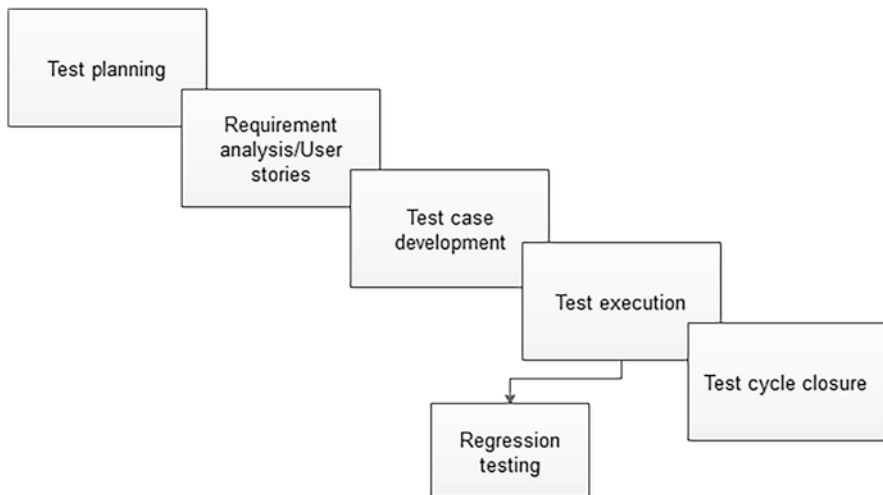 Test planning
Requirement
analysis/User
stories
Test case
development
Test execution
Test cycle closure
Regression
testing